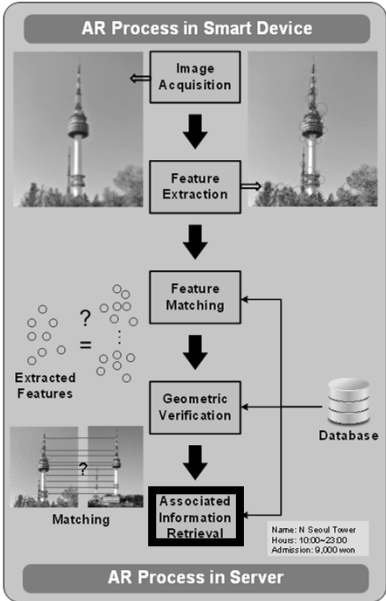 AR Process in Smart Device
Image
Acquisition
Feature
Extraction
Feature
Matching
?
=
Extracted
Features
Geometric
Verification
Database
?
Matching
Associated
Information
Retrieval
Name: N Seoul Tower
Hours: 10:00~23:00
Admission: 9,000 won
AR Process in Server